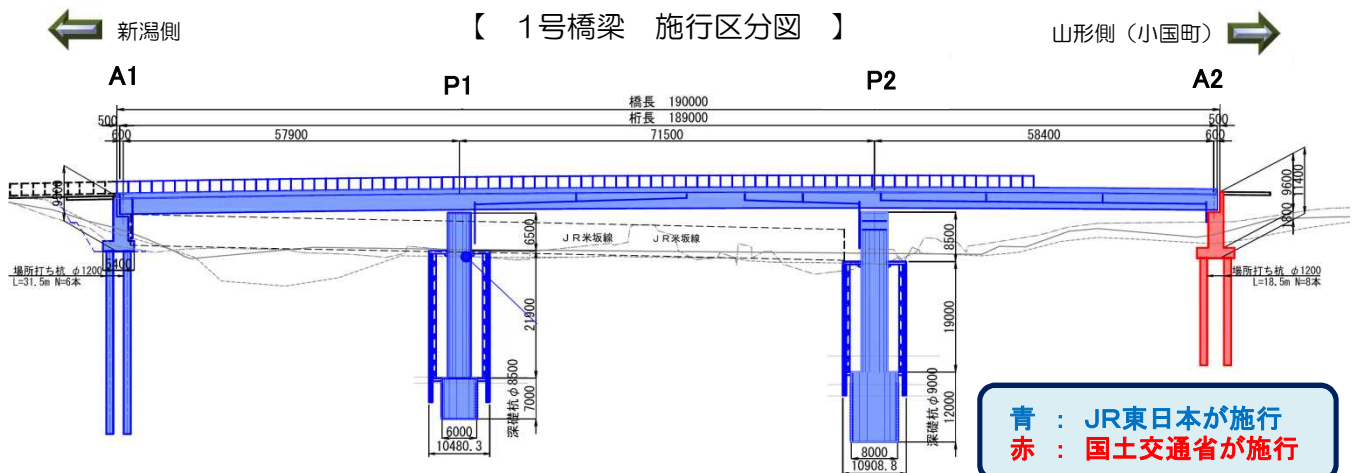 【 1号橋梁 施行区分図 】
新潟側
山形側（小国町）
A1
P1
P2
A2
橋長 190000
500
桁長 189000
500
600
57900
71500
58400
600
9600
11400
1800
6500
8500
JR米坂線
JR米坂線
5400
場所打ち杭 φ1200
L=31.5m N=6本
場所打ち杭 φ1200
L=18.5m N=8本
21900
19000
深礎杭φ8500
7000
深礎杭φ9000
12000
6000
10480.3
8000
10908.8
青 ： JR東日本が施行
赤 ： 国土交通省が施行